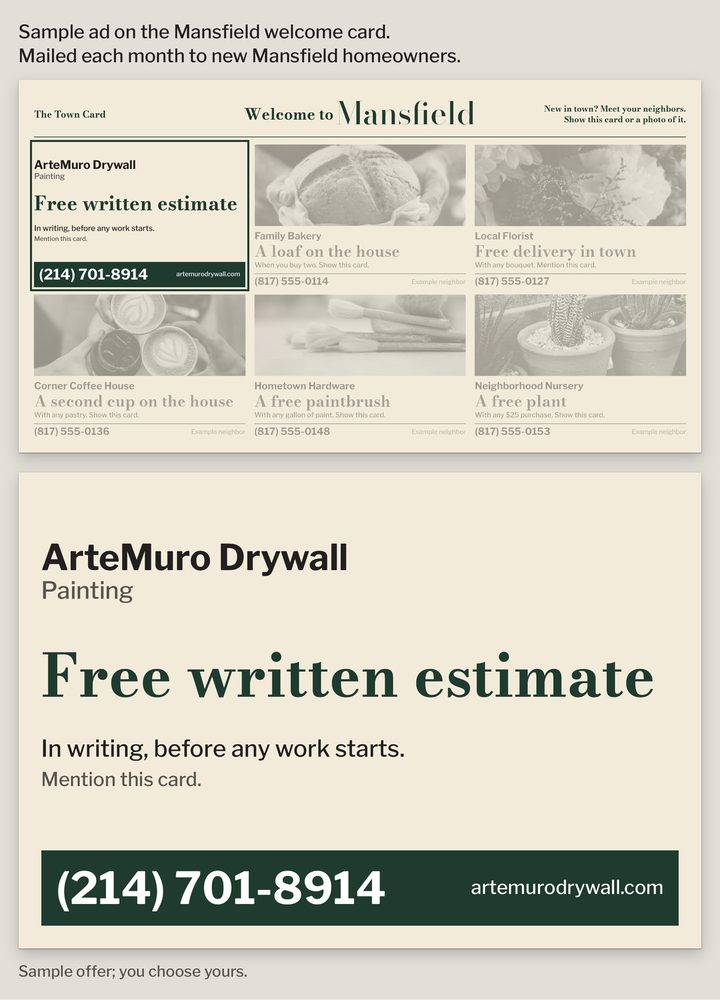 Sample ad on the Mansfield welcome card.
Mailed each month to new Mansfield homeowners.
The Town Card
Welcome to Mansfield
New in town? Meet your neighbors.
Show this card or a photo of it.
ArteMuro Drywall
Painting
Free written estimate
In writing, before any work starts.
Mention this card.
(214) 701-8914 artemurodrywall.com
Family Bakery
A loaf on the house
When you buy two. Show this card.
(817) 555-0114 Example neighbor
Local Florist
Free delivery in town
With any bouquet. Mention this card.
(817) 555-0127 Example neighbor
Corner Coffee House
A second cup on the house
With any pastry. Show this card.
(817) 555-0136 Example neighbor
Hometown Hardware
A free paintbrush
With any gallon of paint. Show this card.
(817) 555-0148 Example neighbor
Neighborhood Nursery
A free plant
With any $25 purchase. Show this card.
(817) 555-0153 Example neighbor
ArteMuro Drywall
Painting
Free written estimate
In writing, before any work starts.
Mention this card.
(214) 701-8914 artemurodrywall.com
Sample offer; you choose yours.